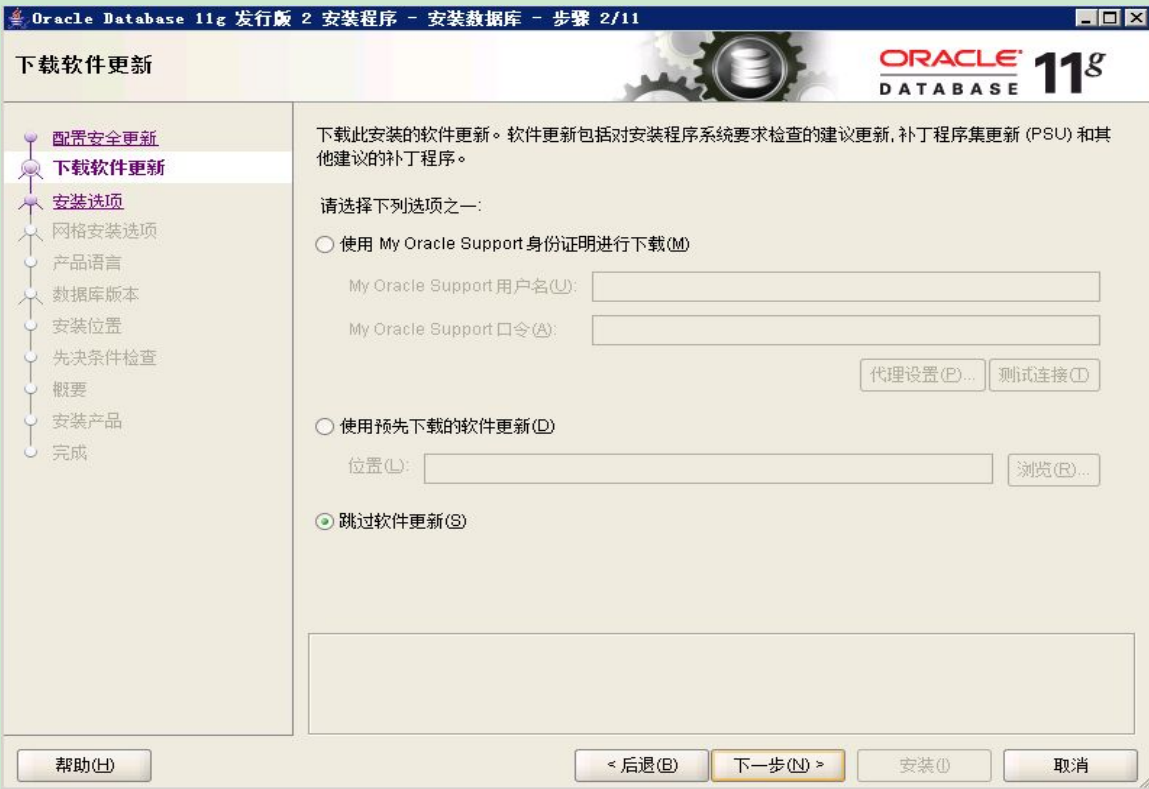 Oracle Database 11g 发行版 2 安装程序 - 安装数据库 - 步骤 2/11
下载软件更新
ORACLE
DATABASE 11g
配置安全更新
下载软件更新
安装选项
网格安装选项
产品语言
数据库版本
安装位置
先决条件检查
概要
安装产品
完成
下载此安装的软件更新。软件更新包括对安装程序系统要求检查的建议更新, 补丁程序集更新 (PSU) 和其
他建议的补丁程序。
请选择下列选项之一:
使用 My Oracle Support 身份证明进行下载(M)
My Oracle Support 用户名(U):
My Oracle Support 口令(A):
代理设置(P)... 测试连接(T)
使用预先下载的软件更新(D)
位置(L): 浏览(R)...
跳过软件更新(S)
帮助(H) < 后退(B) 下一步(N) > 安装(I) 取消